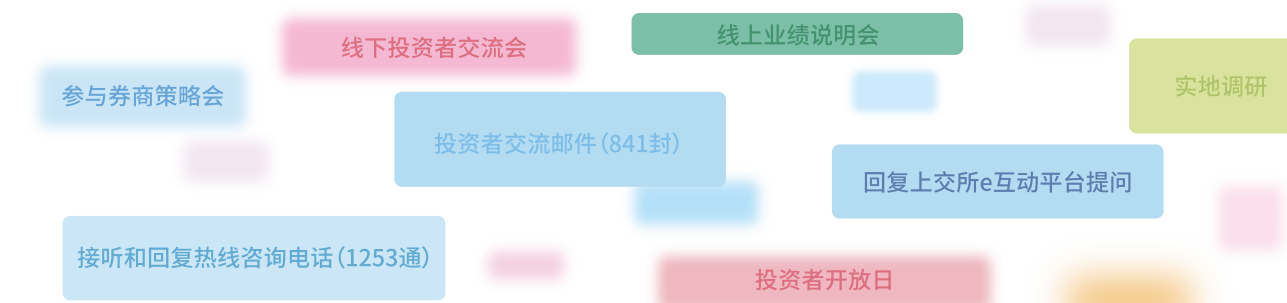 线上业绩说明会
线下投资者交流会
实地调研
参与券商策略会
投资者交流邮件(841封)
回复上交所e互动平台提问
接听和回复热线咨询电话(1253通)
投资者开放日